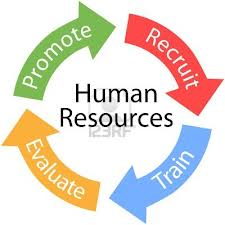 Promote
Recruit
Human
Resources
123RF
Evaluate
Train